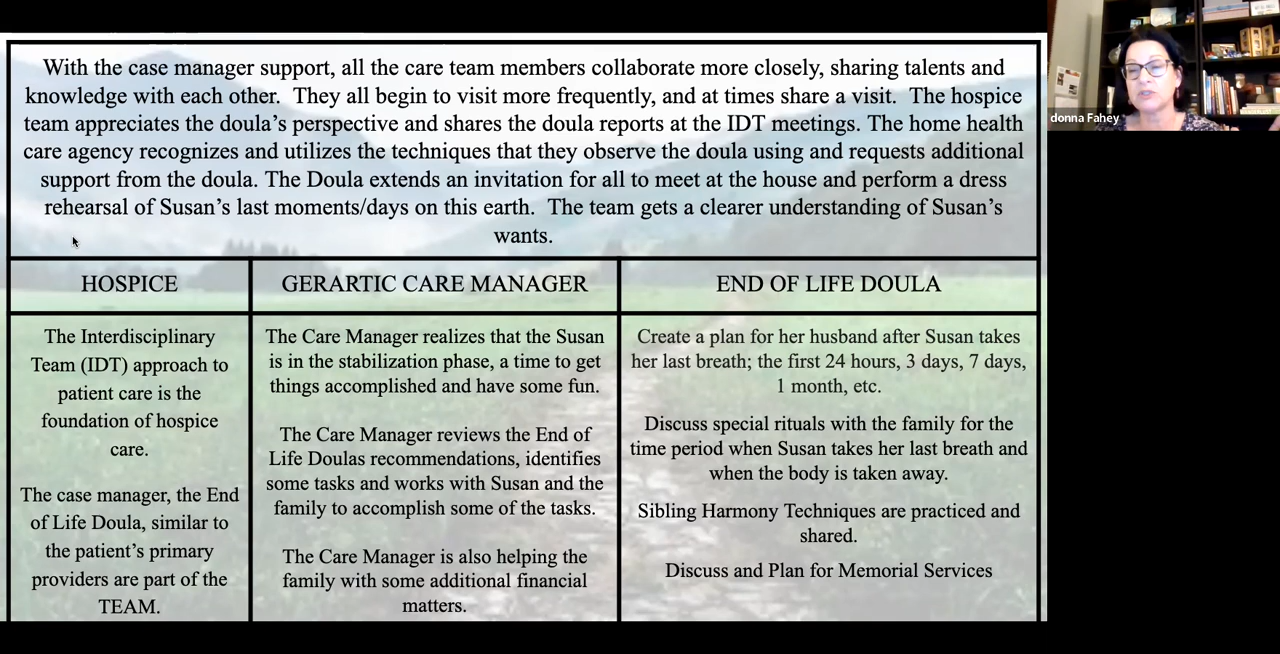 With the case manager support, all the care team members collaborate more closely, sharing talents and
knowledge with each other. They all begin to visit more frequently, and at times share a visit. The hospice
team appreciates the doula's perspective and shares the doula reports at the IDT meetings. The home health
care agency recognizes and utilizes the techniques that they observe the doula using and requests additional
support from the doula. The Doula extends an invitation for all to meet at the house and perform a dress
rehearsal of Susan's last moments/days on this earth. The team gets a clearer understanding of Susan's
wants.
HOSPICE
The Interdisciplinary
Team (IDT) approach to
patient care is the
foundation of hospice
care.
The case manager, the End
of Life Doula, similar to
the patient's primary
providers are part of the
TEAM.
GERARTIC CARE MANAGER
The Care Manager realizes that the Susan
is in the stabilization phase, a time to get
things accomplished and have some fun.
The Care Manager reviews the End of
Life Doulas recommendations, identifies
some tasks and works with Susan and the
family to accomplish some of the tasks.
The Care Manager is also helping the
family with some additional financial
matters.
END OF LIFE DOULA
Create a plan for her husband after Susan takes
her last breath; the first 24 hours, 3 days, 7 days,
1 month, etc.
Discuss special rituals with the family for the
time period when Susan takes her last breath and
when the body is taken away.
Sibling Harmony Techniques are practiced and
shared.
Discuss and Plan for Memorial Services
donna Fahey